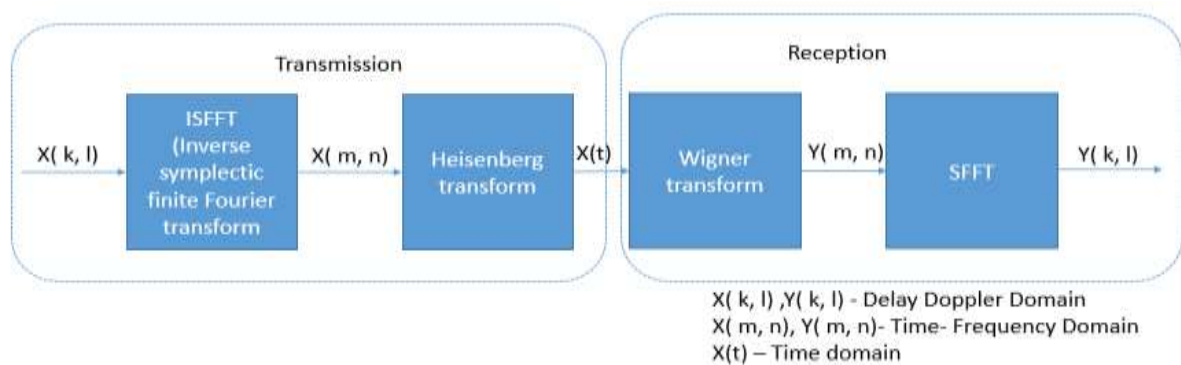 Transmission
Reception
X( k, l)
ISFFT
(Inverse
symplectic
finite Fourier
transform
X( m, n)
Heisenberg
transform
X(t)
Wigner
transform
Y( m, n)
SFFT
Y( k, l)
X( k, l) ,Y( k, l) - Delay Doppler Domain
X( m, n), Y( m, n)- Time- Frequency Domain
X(t) – Time domain